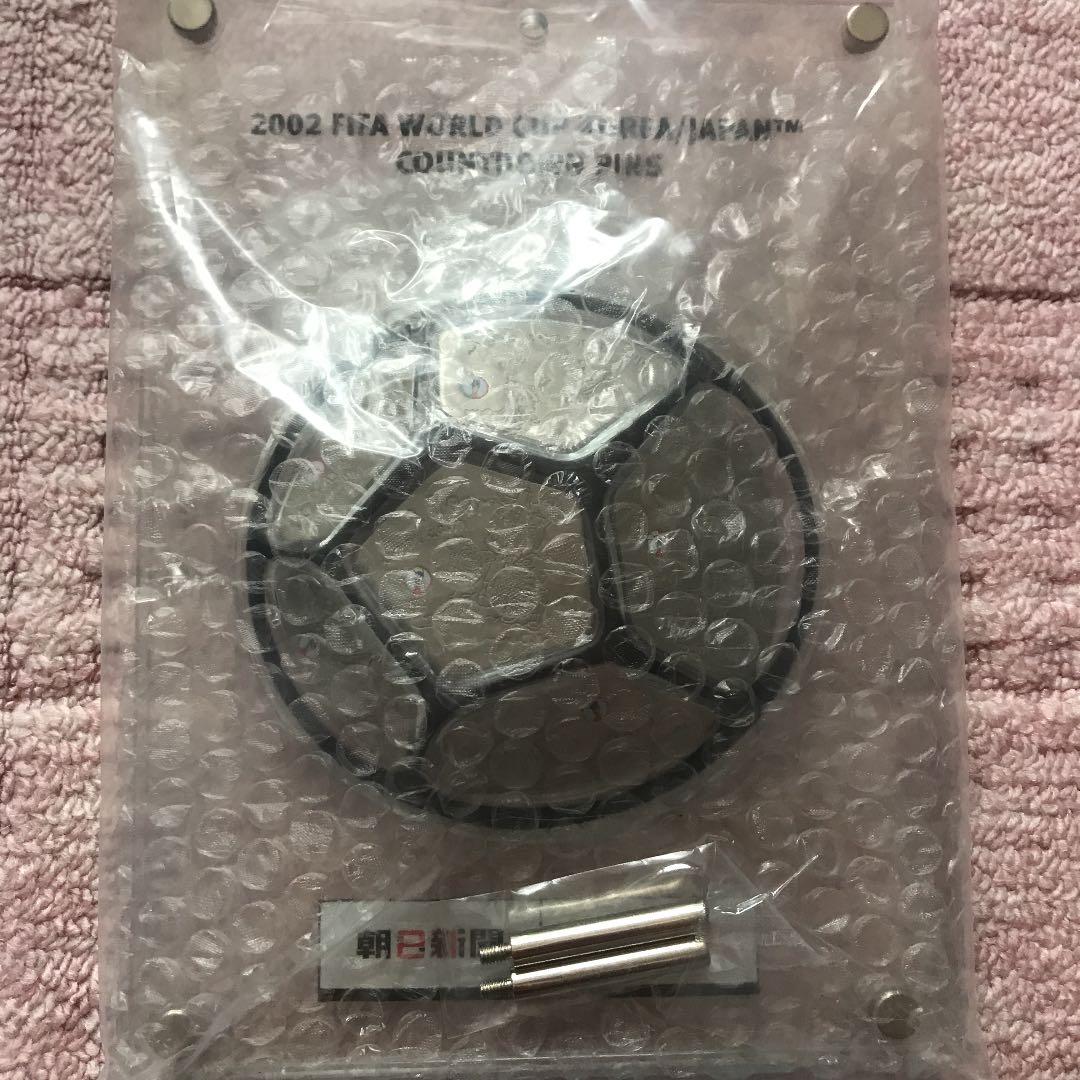 2002 FIFA WORLD CUP KOREA/JAPAN™
COUNTDOWN PINS
朝日新聞